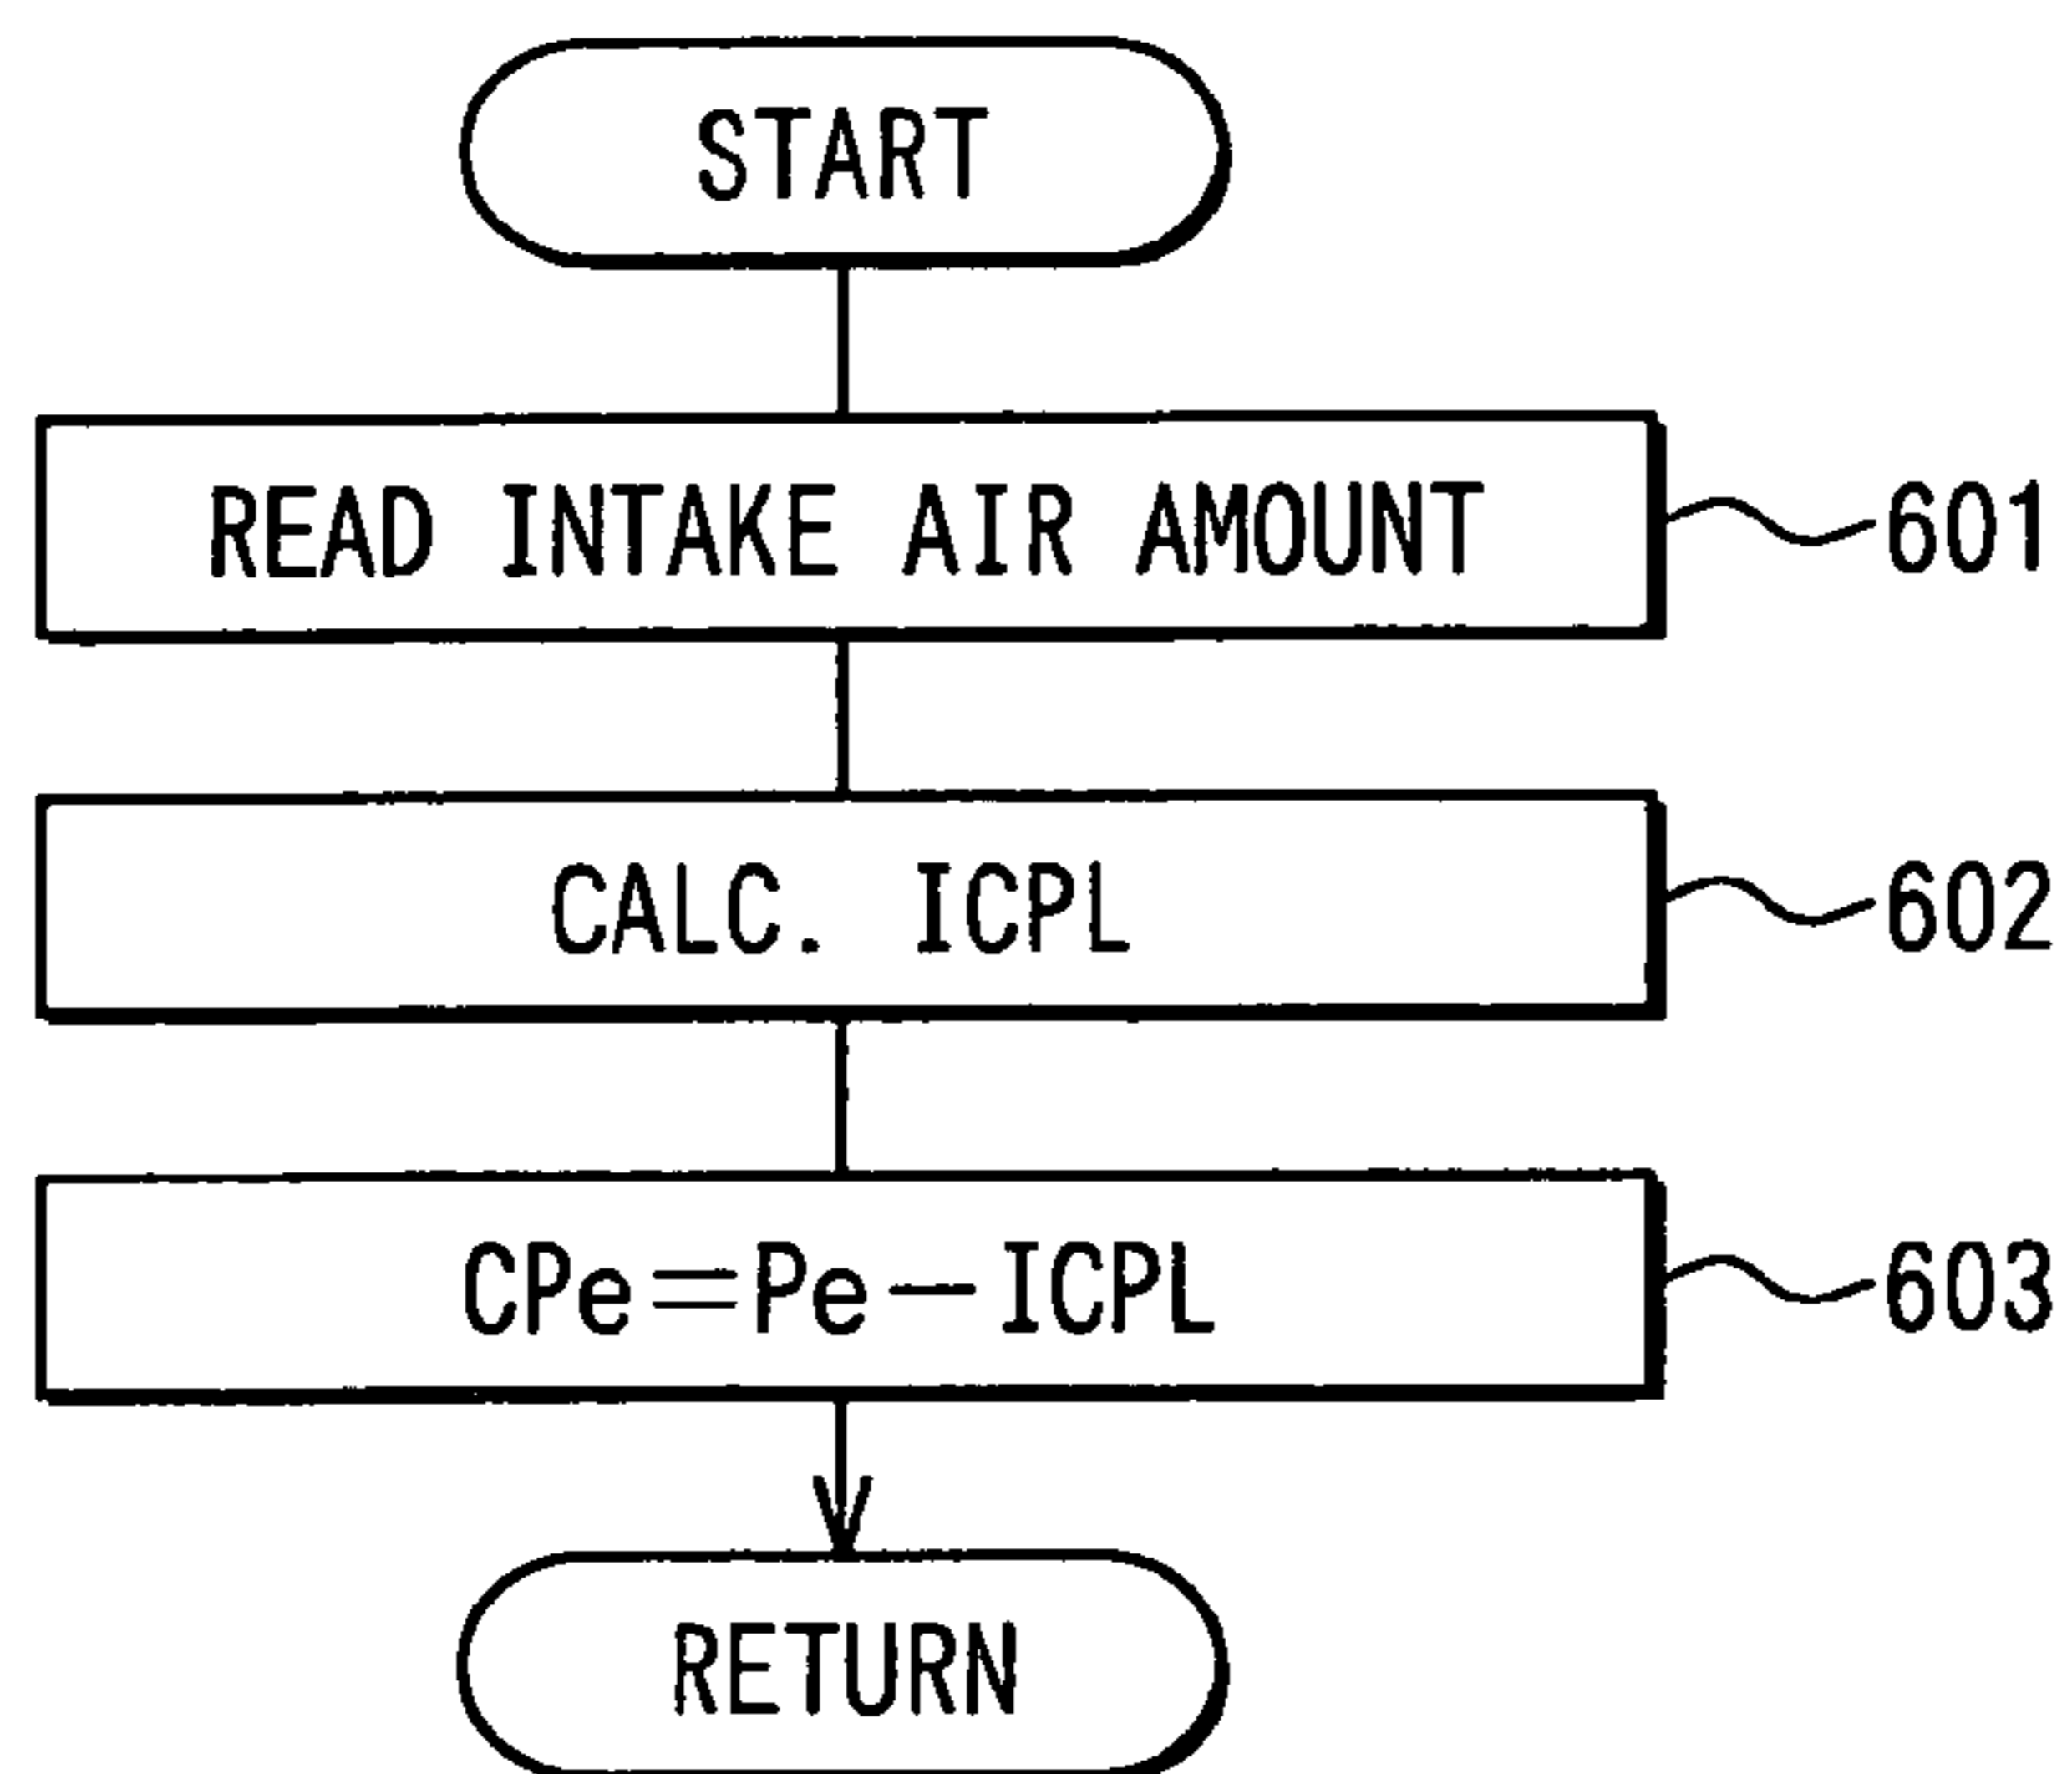 START
READ INTAKE AIR AMOUNT 601
CALC. ICPL 602
CPe=Pe-ICPL 603
RETURN